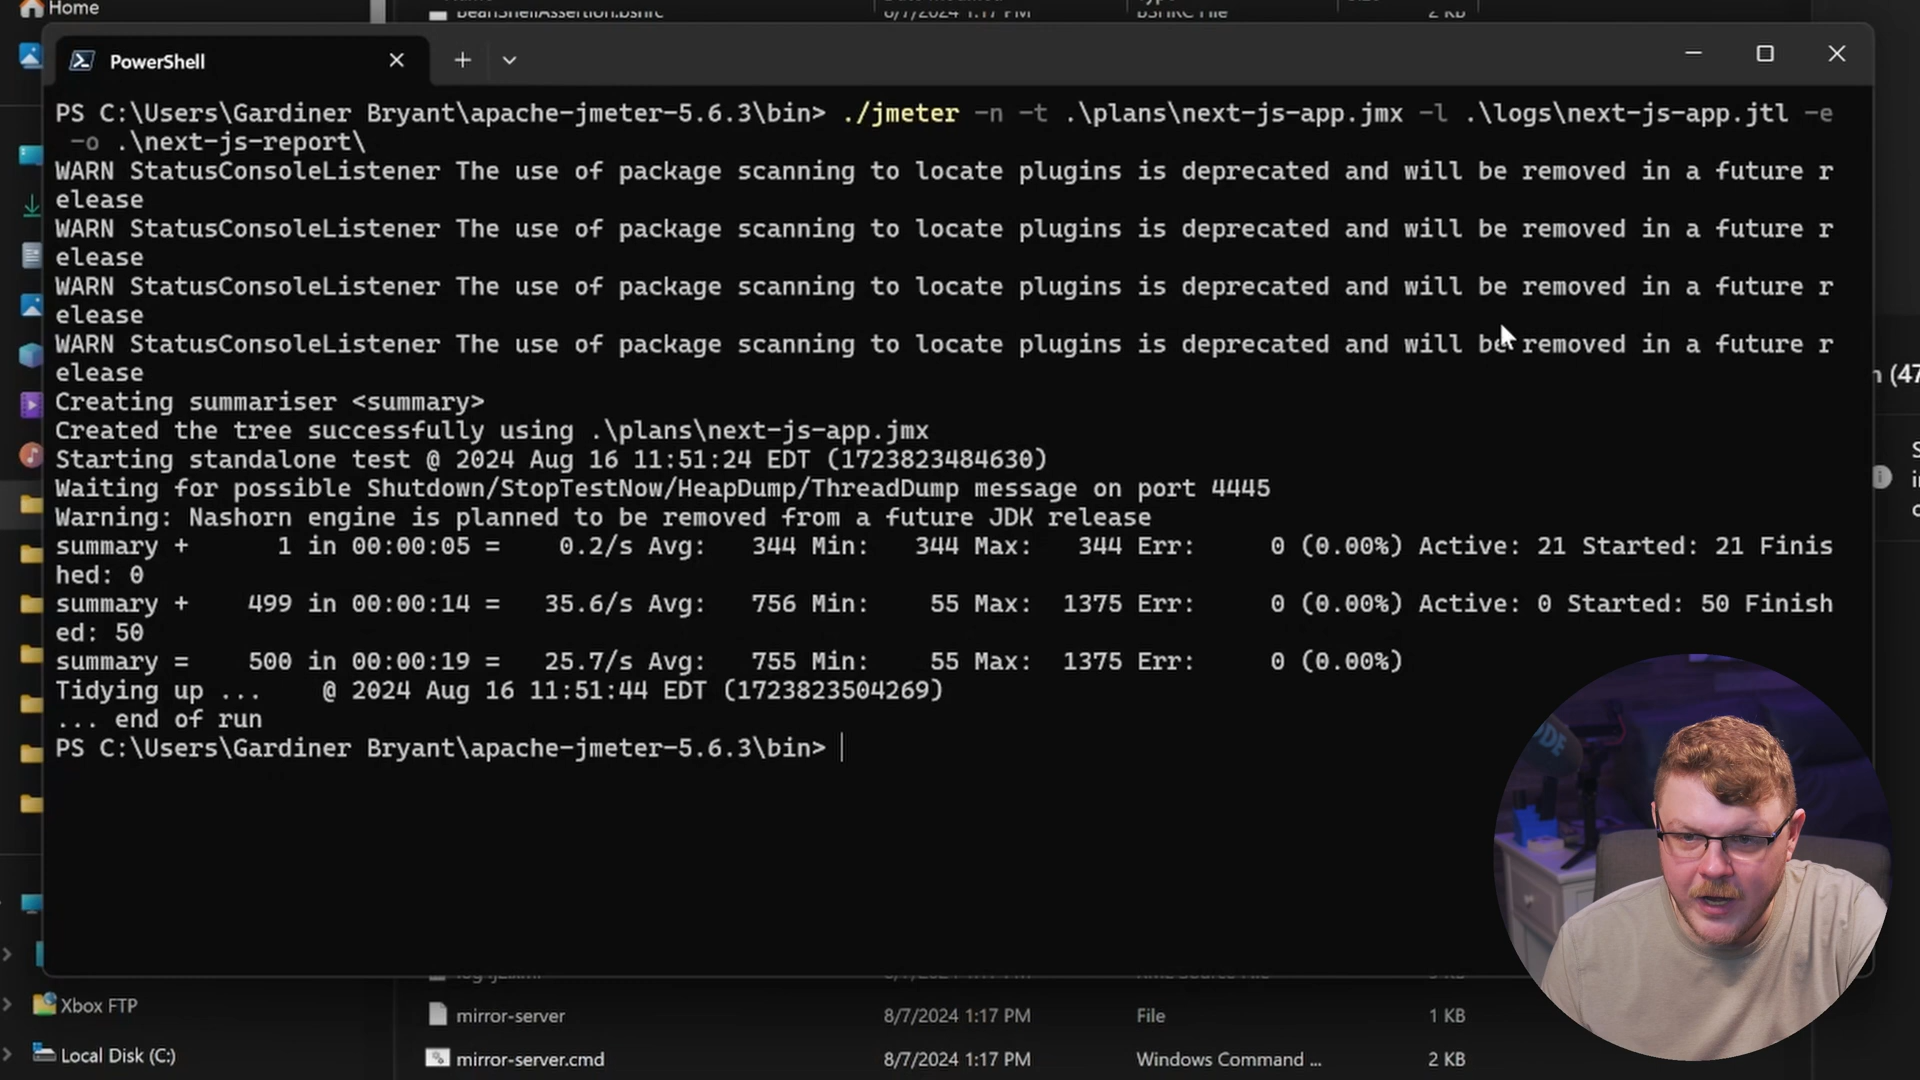 Home
BeanShellAssertion.bshrc 8/7/2024 1:17 PM BSHRC File 2 KB
PowerShell
PS C:\Users\Gardiner Bryant\apache-jmeter-5.6.3\bin> ./jmeter -n -t .\plans\next-js-app.jmx -l .\logs\next-js-app.jtl -e
-o .\next-js-report\
WARN StatusConsoleListener The use of package scanning to locate plugins is deprecated and will be removed in a future r
elease
WARN StatusConsoleListener The use of package scanning to locate plugins is deprecated and will be removed in a future r
elease
WARN StatusConsoleListener The use of package scanning to locate plugins is deprecated and will be removed in a future r
elease
WARN StatusConsoleListener The use of package scanning to locate plugins is deprecated and will be removed in a future r
elease
Creating summariser <summary>
Created the tree successfully using .\plans\next-js-app.jmx
Starting standalone test @ 2024 Aug 16 11:51:24 EDT (1723823484630)
Waiting for possible Shutdown/StopTestNow/HeapDump/ThreadDump message on port 4445
Warning: Nashorn engine is planned to be removed from a future JDK release
summary + 1 in 00:00:05 = 0.2/s Avg: 344 Min: 344 Max: 344 Err: 0 (0.00%) Active: 21 Started: 21 Finis
hed: 0
summary + 499 in 00:00:14 = 35.6/s Avg: 756 Min: 55 Max: 1375 Err: 0 (0.00%) Active: 0 Started: 50 Finish
ed: 50
summary = 500 in 00:00:19 = 25.7/s Avg: 755 Min: 55 Max: 1375 Err: 0 (0.00%)
Tidying up ... @ 2024 Aug 16 11:51:44 EDT (1723823504269)
... end of run
PS C:\Users\Gardiner Bryant\apache-jmeter-5.6.3\bin>
Xbox FTP
mirror-server 8/7/2024 1:17 PM File 1 KB
Local Disk (C:)
mirror-server.cmd 8/7/2024 1:17 PM Windows Command ... 2 KB